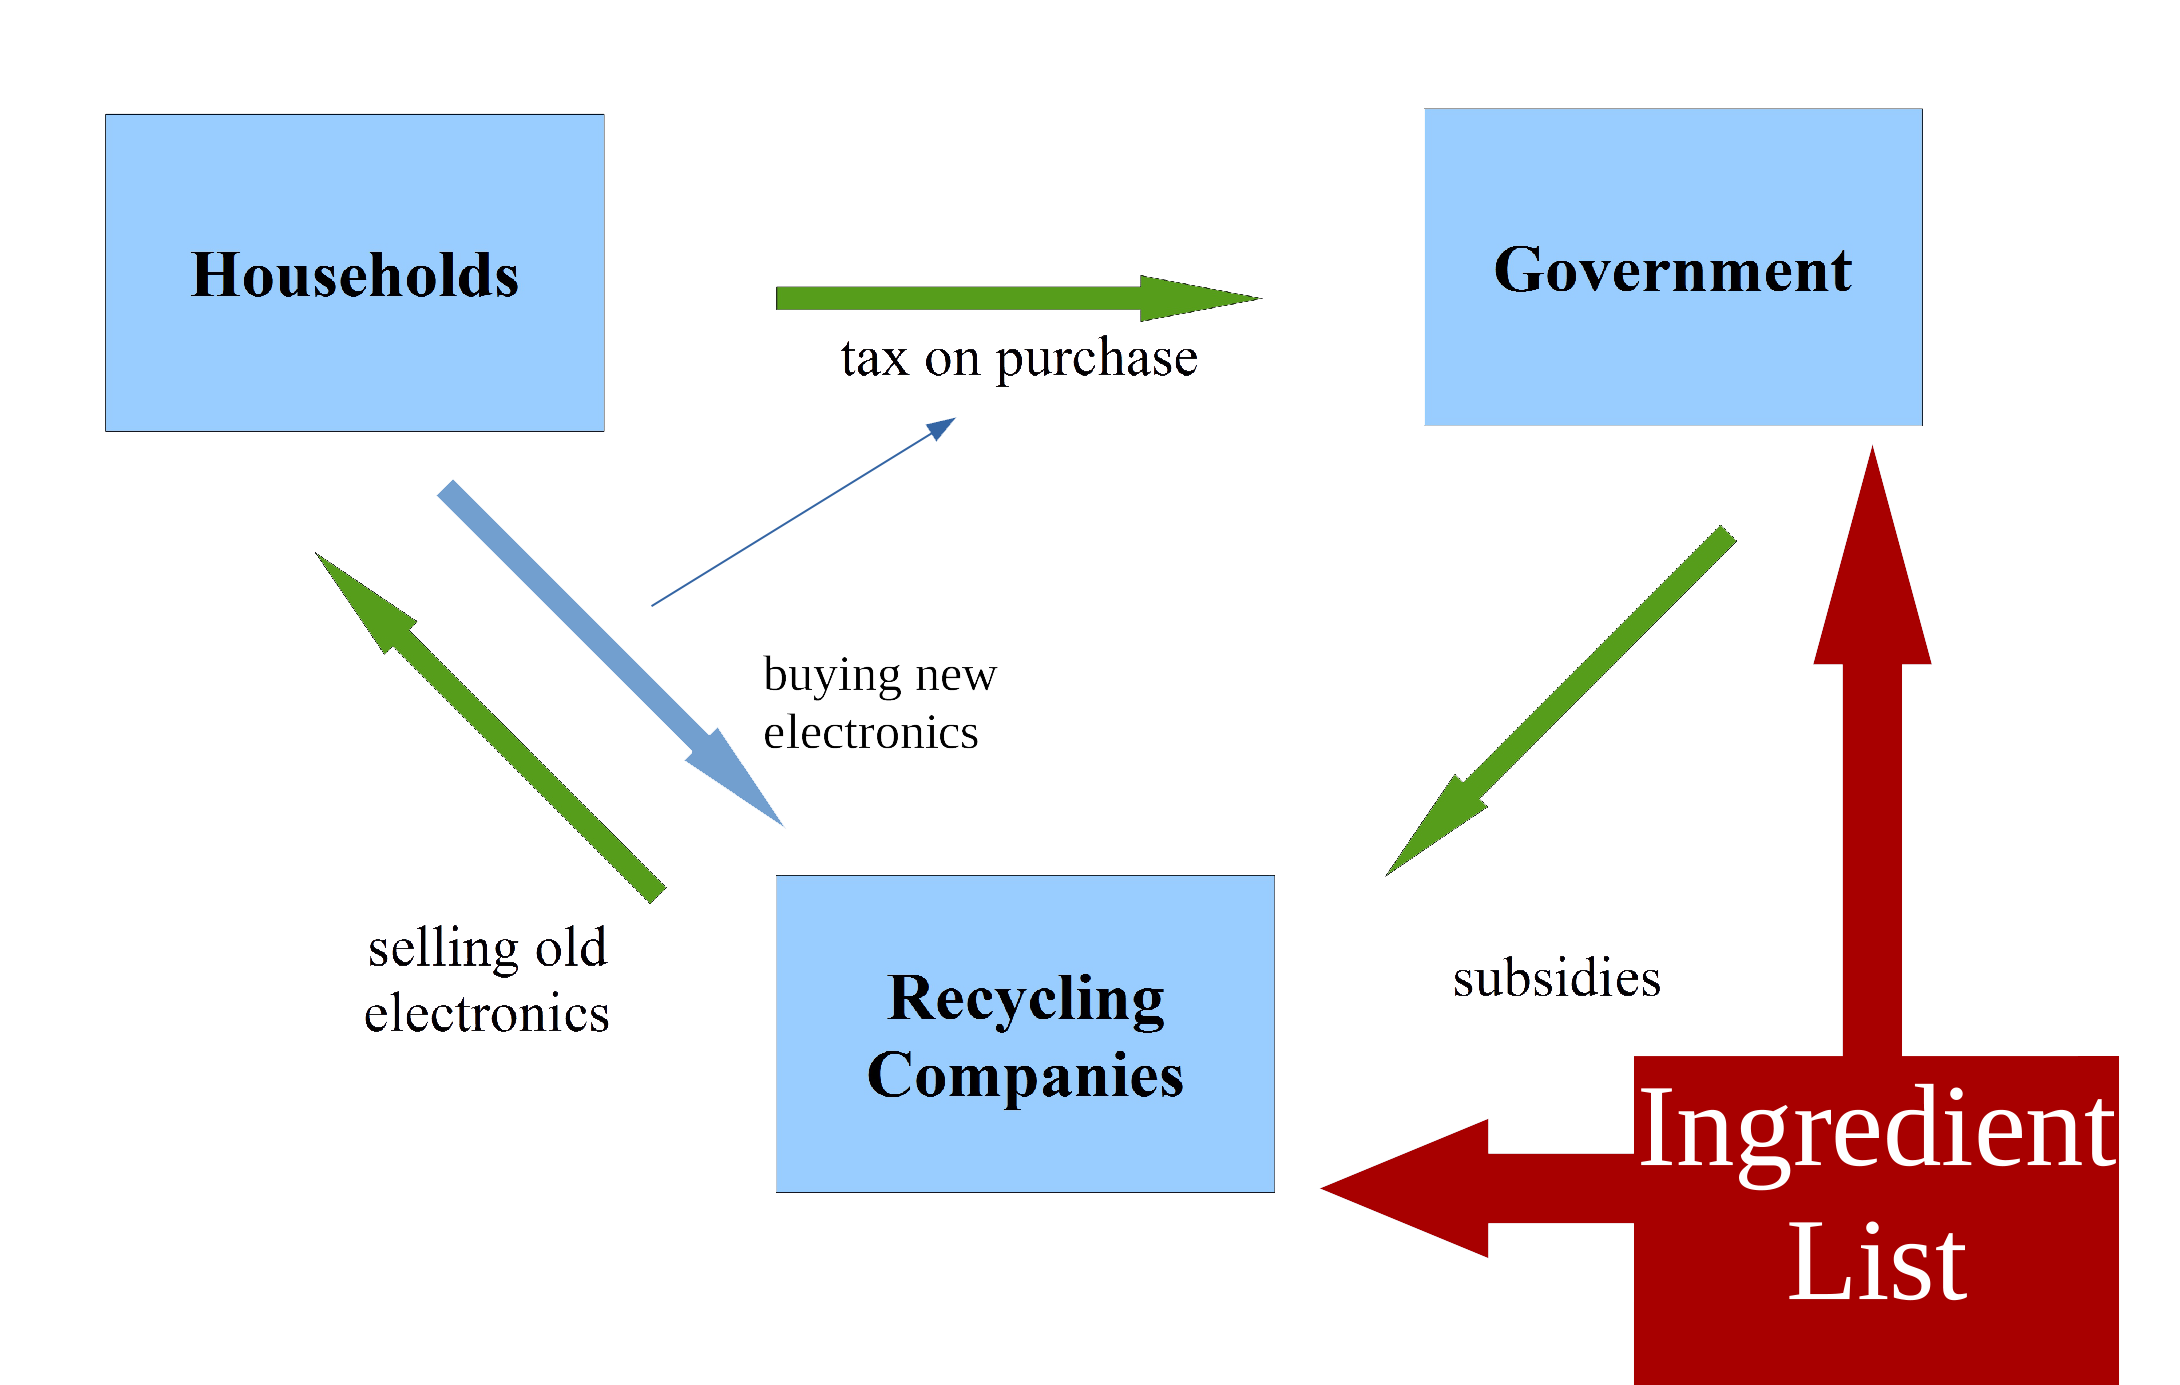 Households
Government
tax on purchase
buying new
electronics
selling old
electronics
Recycling
Companies
subsidies
Ingredient
List